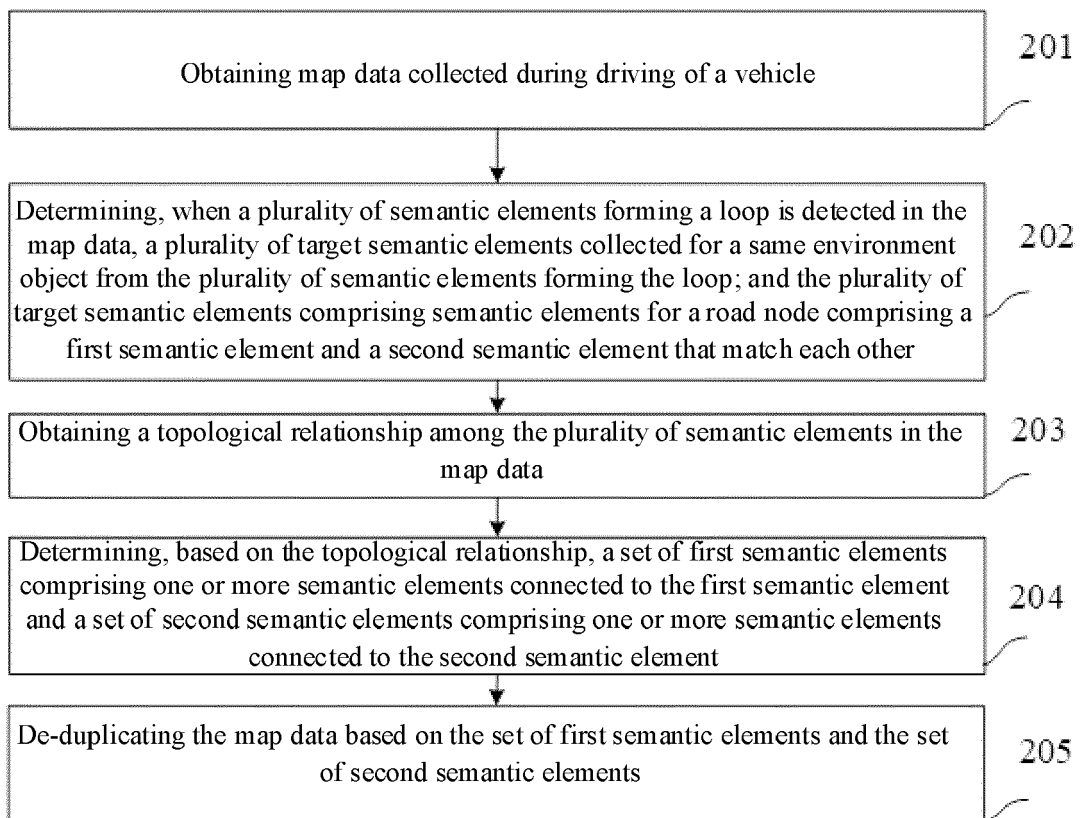 Obtaining map data collected during driving of a vehicle
201
Determining, when a plurality of semantic elements forming a loop is detected in the
map data, a plurality of target semantic elements collected for a same environment
object from the plurality of semantic elements forming the loop; and the plurality of
target semantic elements comprising semantic elements for a road node comprising a
first semantic element and a second semantic element that match each other
202
Obtaining a topological relationship among the plurality of semantic elements in the
map data
203
Determining, based on the topological relationship, a set of first semantic elements
comprising one or more semantic elements connected to the first semantic element
and a set of second semantic elements comprising one or more semantic elements
connected to the second semantic element
204
De-duplicating the map data based on the set of first semantic elements and the set
of second semantic elements
205